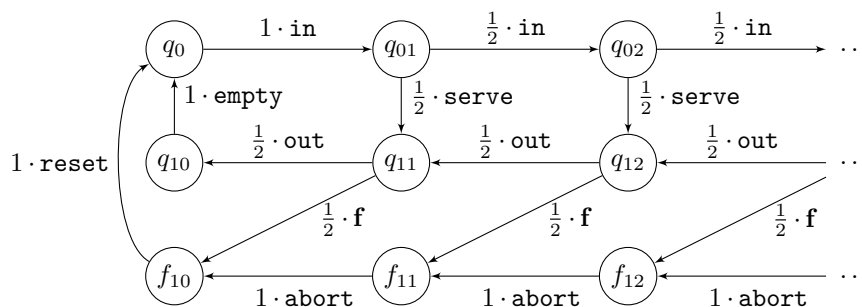 1 · in ½ · in ½ · in
q₀ q₀₁ q₀₂ ··
1 · empty ½ · serve ½ · serve
½ · out ½ · out ½ · out
1 · reset q₁₀ q₁₁ q₁₂ ··
½ · f ½ · f ½ · f
f₁₀ f₁₁ f₁₂ ··
1 · abort 1 · abort 1 · abort